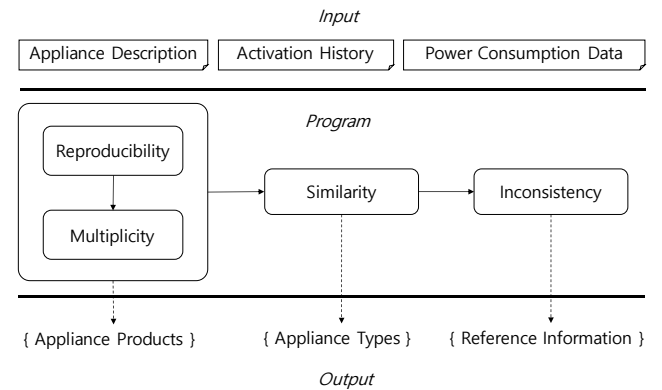 Input
Appliance Description
Activation History
Power Consumption Data
Program
Reproducibility
Multiplicity
Similarity
Inconsistency
{ Appliance Products }
{ Appliance Types }
{ Reference Information }
Output